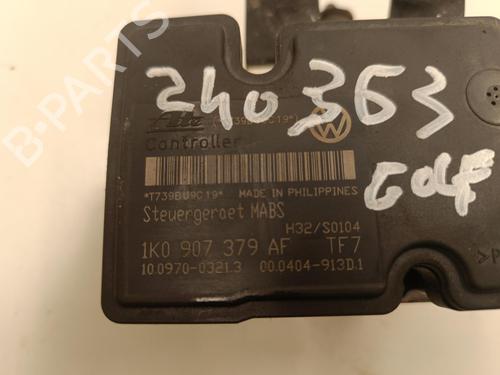 B-PARTS
240363
Ate
Controller
Golf
*T739BU9C19* MADE IN PHILIPPINES
Steuergeraet MABS
H32/S0104
1K0 907 379 AF TF7
10.0970-0321.3 00.0404-913D.1